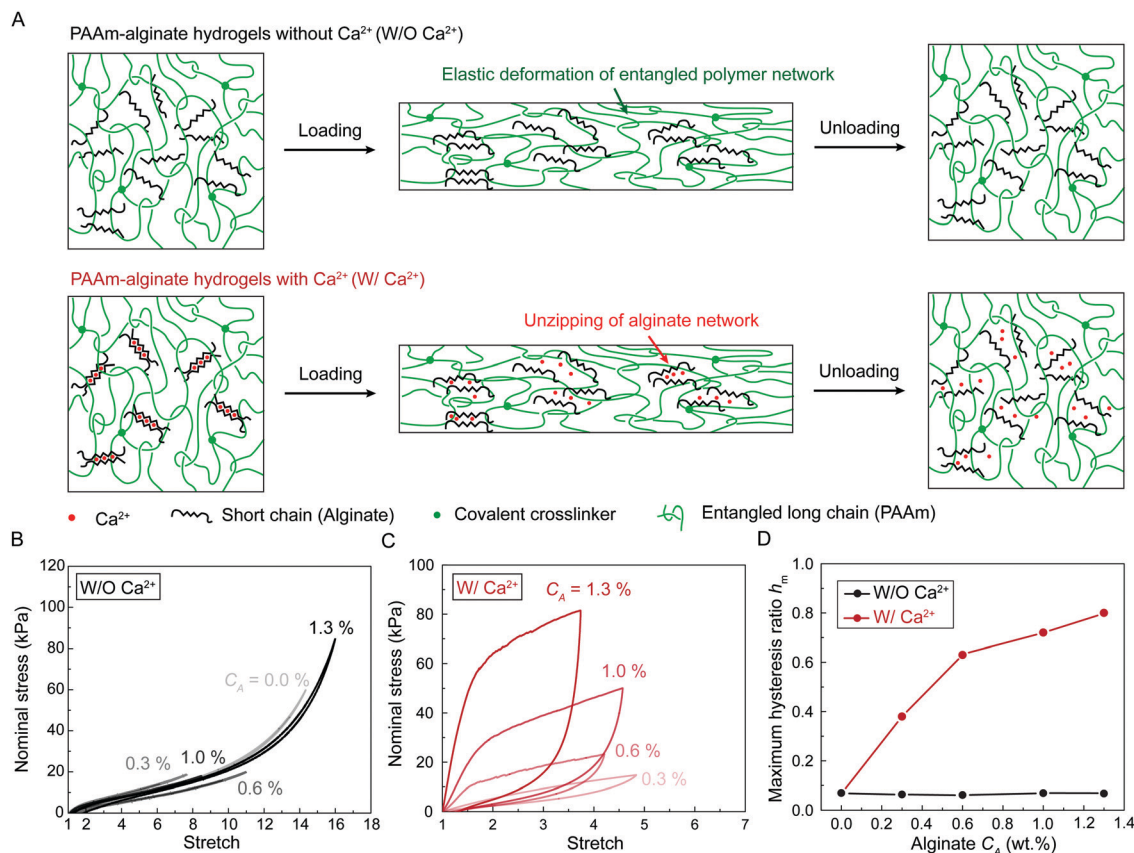 A
PAAm-alginate hydrogels without Ca²⁺ (W/O Ca²⁺)
Elastic deformation of entangled polymer network
Loading
Unloading
PAAm-alginate hydrogels with Ca²⁺ (W/ Ca²⁺)
Unzipping of alginate network
Loading
Unloading
Ca²⁺
Short chain (Alginate)
Covalent crosslinker
Entangled long chain (PAAm)
B
W/O Ca²⁺
Nominal stress (kPa)
120
100
80
60
40
20
0
1.3 %
C_A = 0.0 %
0.3 %
1.0 %
0.6 %
1 2 4 6 8 10 12 14 16 18
Stretch
C
W/ Ca²⁺
Nominal stress (kPa)
100
80
60
40
20
0
C_A = 1.3 %
1.0 %
0.6 %
0.3 %
1 2 3 4 5 6 7
Stretch
D
W/O Ca²⁺
W/ Ca²⁺
Maximum hysteresis ratio h_m
1.0
0.8
0.6
0.4
0.2
0.0
0.0 0.2 0.4 0.6 0.8 1.0 1.2 1.4
Alginate C_A (wt.%)